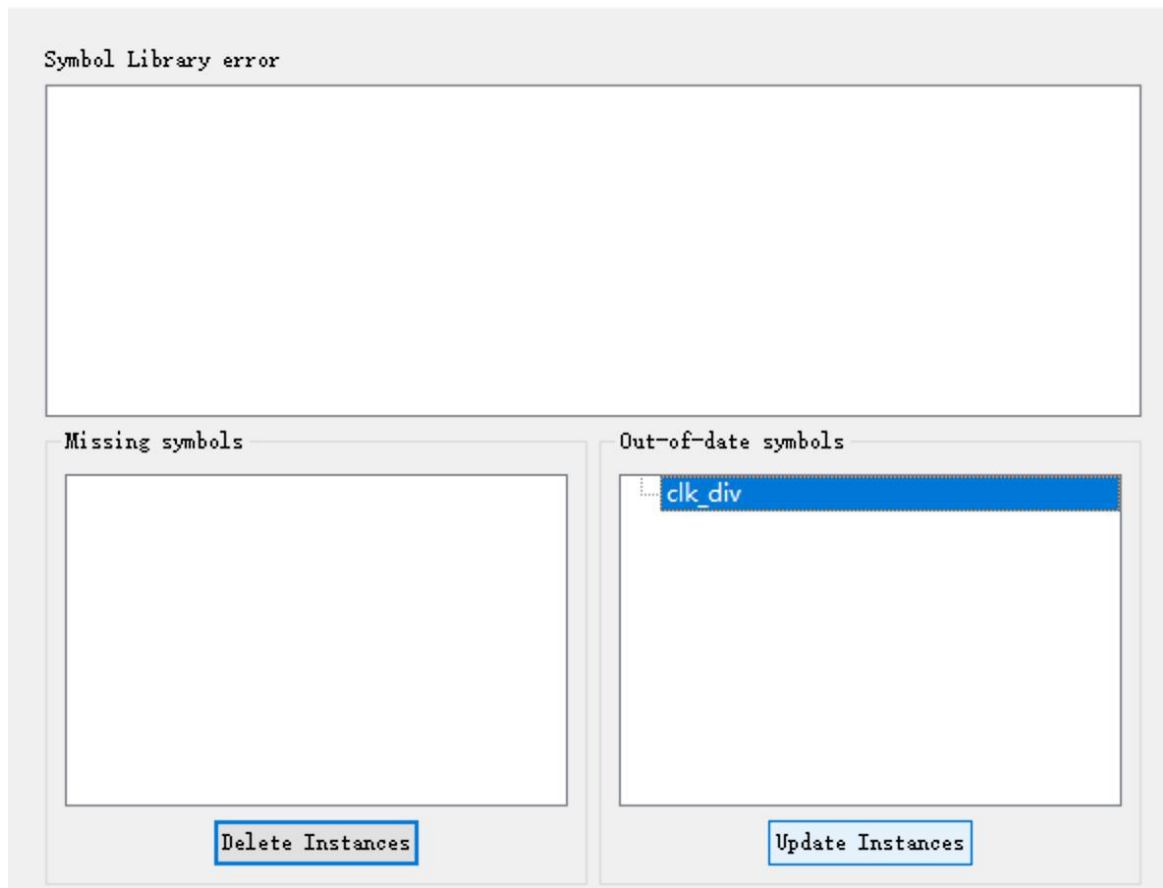 Symbol Library error
Missing symbols
Out-of-date symbols
clk_div
Delete Instances
Update Instances